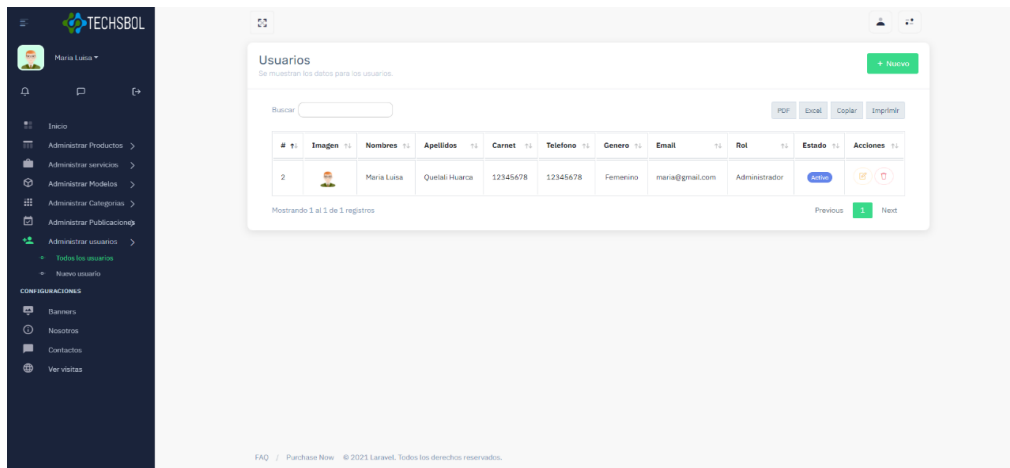 TECHSBOL
Maria Luisa
Inicio
Administrar Productos
Administrar servicios
Administrar Modelos
Administrar Categorias
Administrar Publicaciones
Administrar usuarios
Todos los usuarios
Nuevo usuario
CONFIGURACIONES
Banners
Nosotros
Contactos
Ver visitas
Usuarios
+ Nuevo
Se muestran los datos para los usuarios.
Buscar
PDF Excel Copiar Imprimir
# Imagen Nombres Apellidos Carnet Telefono Genero Email Rol Estado Acciones
2 Maria Luisa Quelali Huarca 12345678 12345678 Femenino maria@gmail.com Administrador Active
Mostrando 1 al 1 de 1 registros
Previous 1 Next
FAQ / Purchase Now © 2021 Laravel. Todos los derechos reservados.